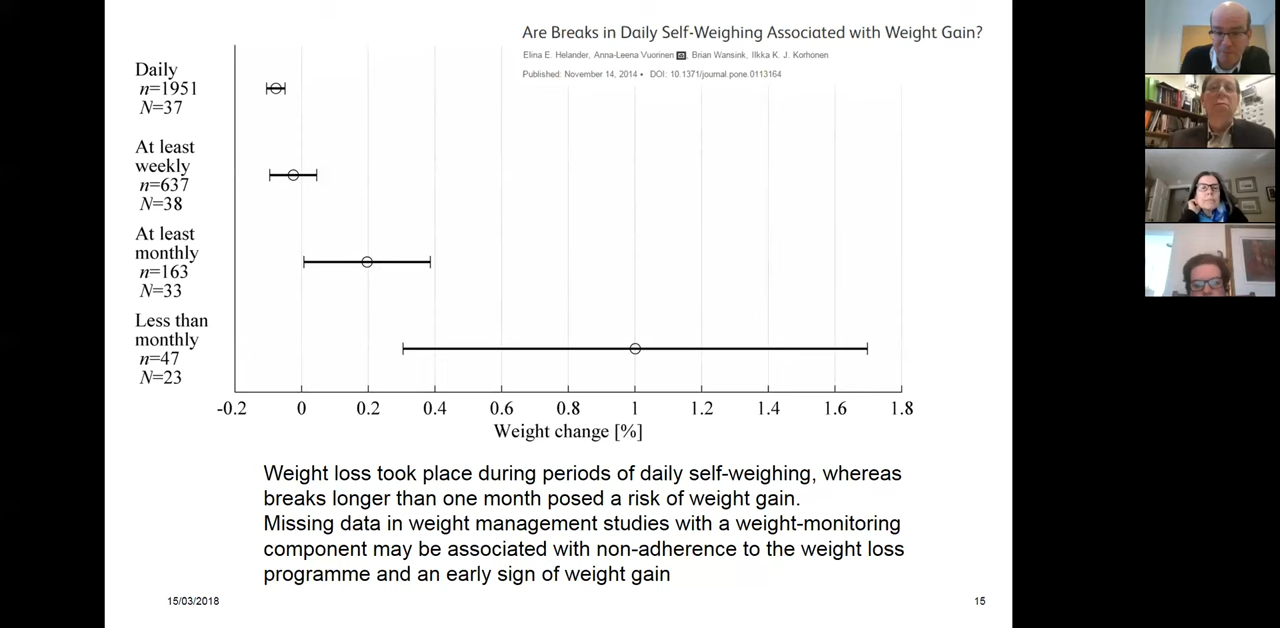 Are Breaks in Daily Self-Weighing Associated with Weight Gain?
Elina E. Helander, Anna-Leena Vuorinen, Brian Wansink, Ilkka K. J. Korhonen
Published: November 14, 2014 • DOI: 10.1371/journal.pone.0113164
Daily
n=1951
N=37
At least
weekly
n=637
N=38
At least
monthly
n=163
N=33
Less than
monthly
n=47
N=23
-0.2 0 0.2 0.4 0.6 0.8 1 1.2 1.4 1.6 1.8
Weight change [%]
Weight loss took place during periods of daily self-weighing, whereas
breaks longer than one month posed a risk of weight gain.
Missing data in weight management studies with a weight-monitoring
component may be associated with non-adherence to the weight loss
programme and an early sign of weight gain
15/03/2018
15